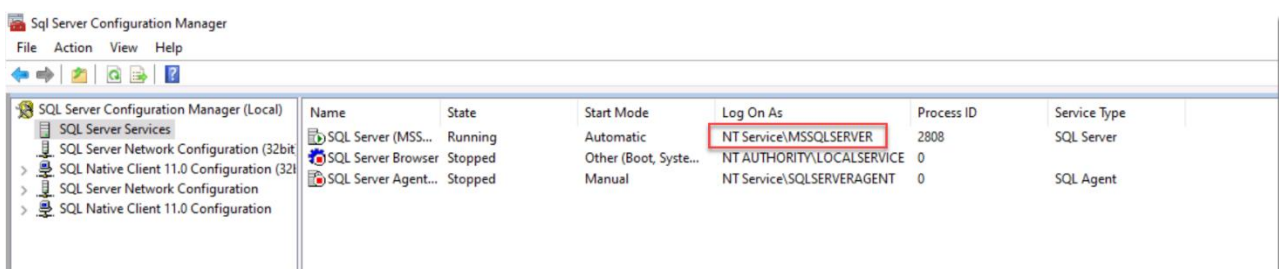 Sql Server Configuration Manager
File Action View Help
SQL Server Configuration Manager (Local)
SQL Server Services
SQL Server Network Configuration (32bit
SQL Native Client 11.0 Configuration (32b
SQL Server Network Configuration
SQL Native Client 11.0 Configuration
Name State Start Mode Log On As Process ID Service Type
SQL Server (MSS... Running Automatic NT Service\MSSQLSERVER 2808 SQL Server
SQL Server Browser Stopped Other (Boot, Syste... NT AUTHORITY\LOCALSERVICE 0
SQL Server Agent... Stopped Manual NT Service\SQLSERVERAGENT 0 SQL Agent